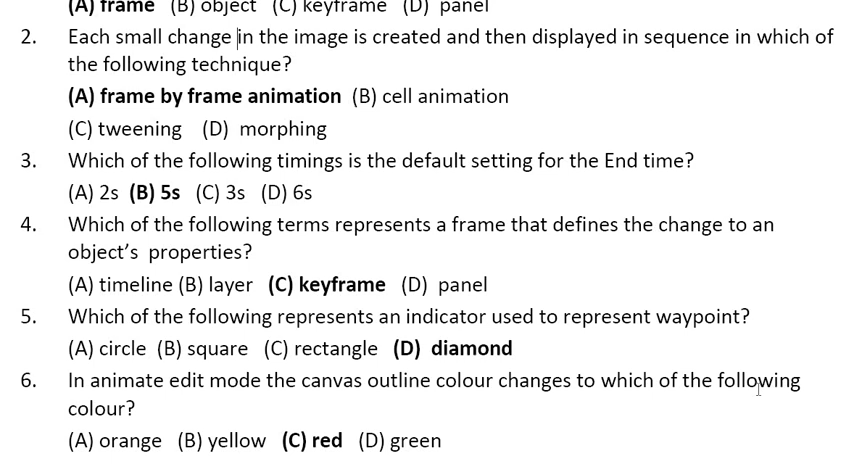 (A) frame (B) object (C) keyframe (D) panel
2. Each small change in the image is created and then displayed in sequence in which of
the following technique?
(A) frame by frame animation (B) cell animation
(C) tweening (D) morphing
3. Which of the following timings is the default setting for the End time?
(A) 2s (B) 5s (C) 3s (D) 6s
4. Which of the following terms represents a frame that defines the change to an
object's properties?
(A) timeline (B) layer (C) keyframe (D) panel
5. Which of the following represents an indicator used to represent waypoint?
(A) circle (B) square (C) rectangle (D) diamond
6. In animate edit mode the canvas outline colour changes to which of the following
colour?
(A) orange (B) yellow (C) red (D) green